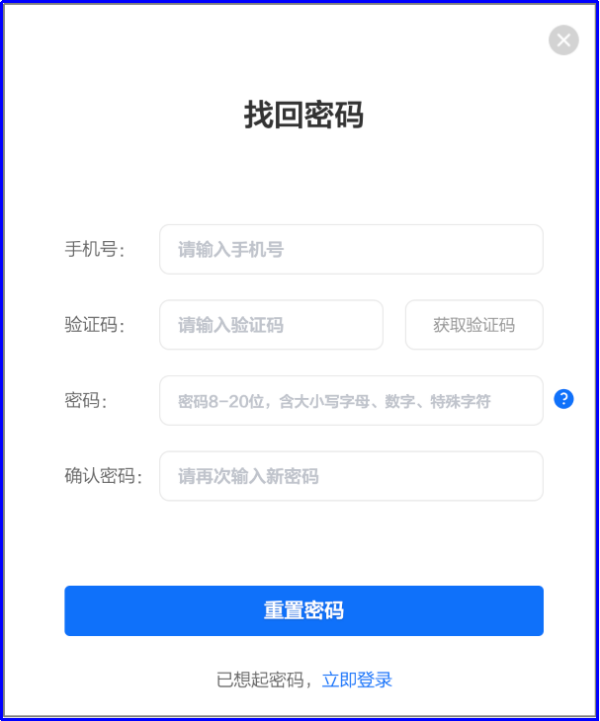 找回密码
手机号: 请输入手机号
验证码: 请输入验证码 获取验证码
密码: 密码8-20位，含大小写字母、数字、特殊字符 ?
确认密码: 请再次输入新密码
重置密码
已想起密码，立即登录